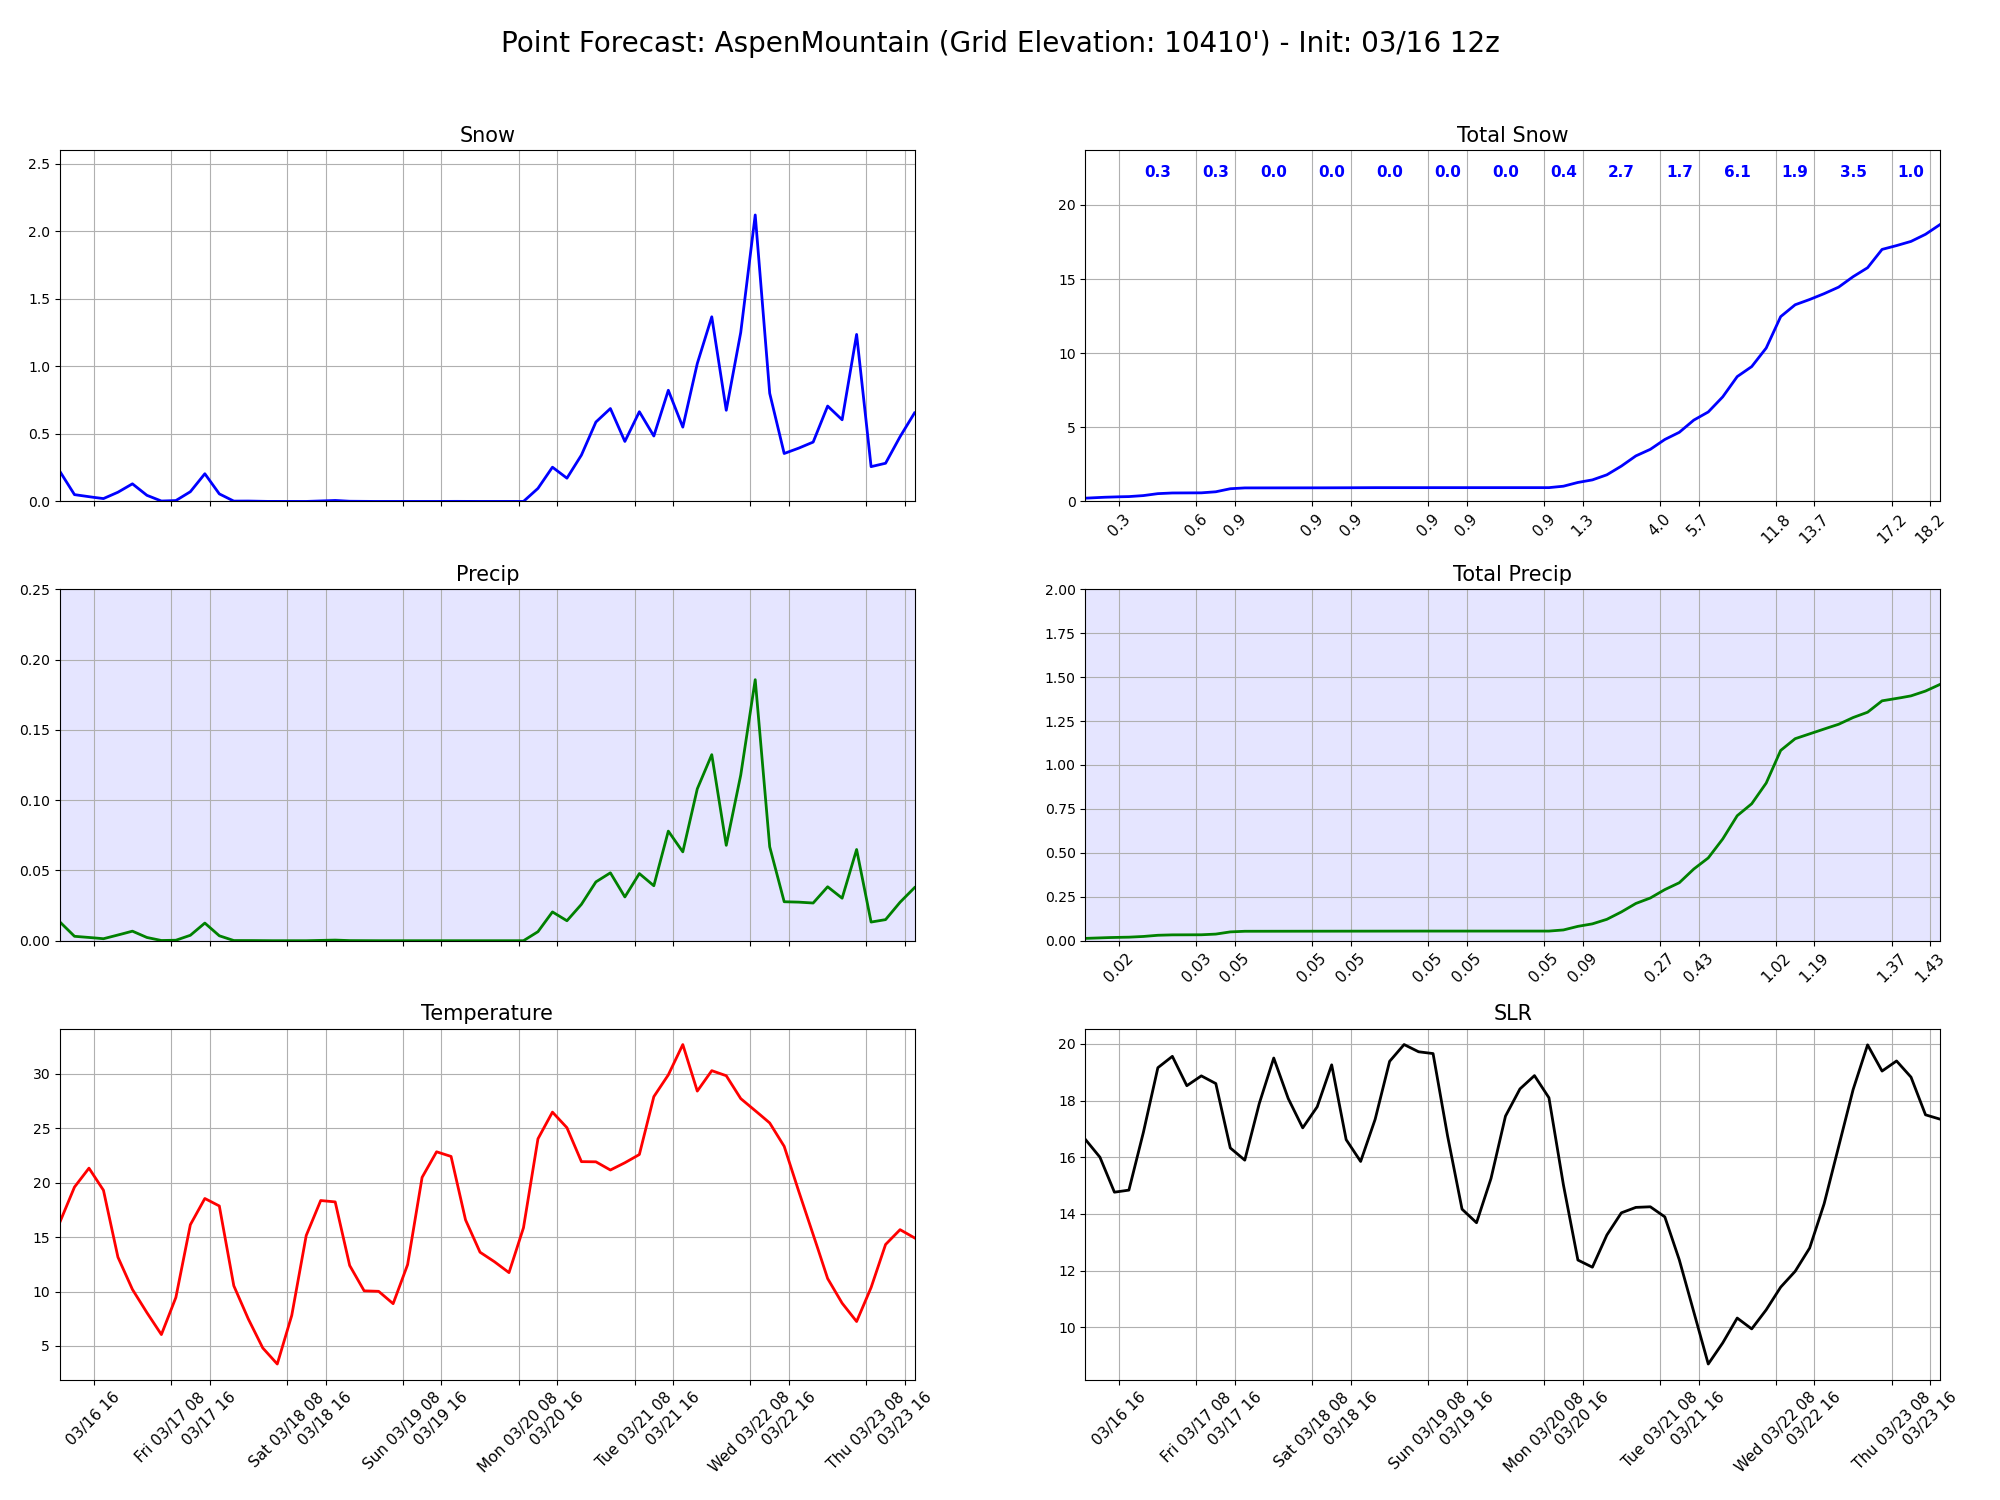 Point Forecast: AspenMountain (Grid Elevation: 10410') - Init: 03/16 12z
Snow
2.5
2.0
1.5
1.0
0.5
0.0
Total Snow
0.3 0.3 0.0 0.0 0.0 0.0 0.0 0.4 2.7 1.7 6.1 1.9 3.5 1.0
20
15
10
5
0
0.3 0.6 0.9 0.9 0.9 0.9 0.9 0.9 1.3 4.0 5.7 11.8 13.7 17.2 18.2
Precip
0.25
0.20
0.15
0.10
0.05
0.00
Total Precip
2.00
1.75
1.50
1.25
1.00
0.75
0.50
0.25
0.00
0.02 0.03 0.05 0.05 0.05 0.05 0.05 0.05 0.09 0.27 0.43 1.02 1.19 1.37 1.43
Temperature
30
25
20
15
10
5
03/16 16
Fri 03/17 08
03/17 16
Sat 03/18 08
03/18 16
Sun 03/19 08
03/19 16
Mon 03/20 08
03/20 16
Tue 03/21 08
03/21 16
Wed 03/22 08
03/22 16
Thu 03/23 08
03/23 16
SLR
20
18
16
14
12
10
03/16 16
Fri 03/17 08
03/17 16
Sat 03/18 08
03/18 16
Sun 03/19 08
03/19 16
Mon 03/20 08
03/20 16
Tue 03/21 08
03/21 16
Wed 03/22 08
03/22 16
Thu 03/23 08
03/23 16